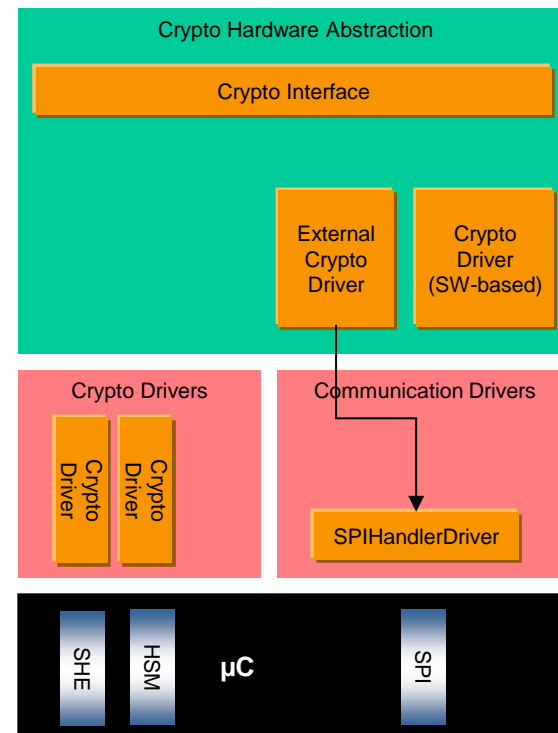 Crypto Hardware Abstraction
Crypto Interface
External
Crypto
Driver
Crypto
Driver
(SW-based)
Crypto Drivers
Crypto
Driver
Crypto
Driver
Communication Drivers
SPIHandlerDriver
SHE
HSM
µC
SPI